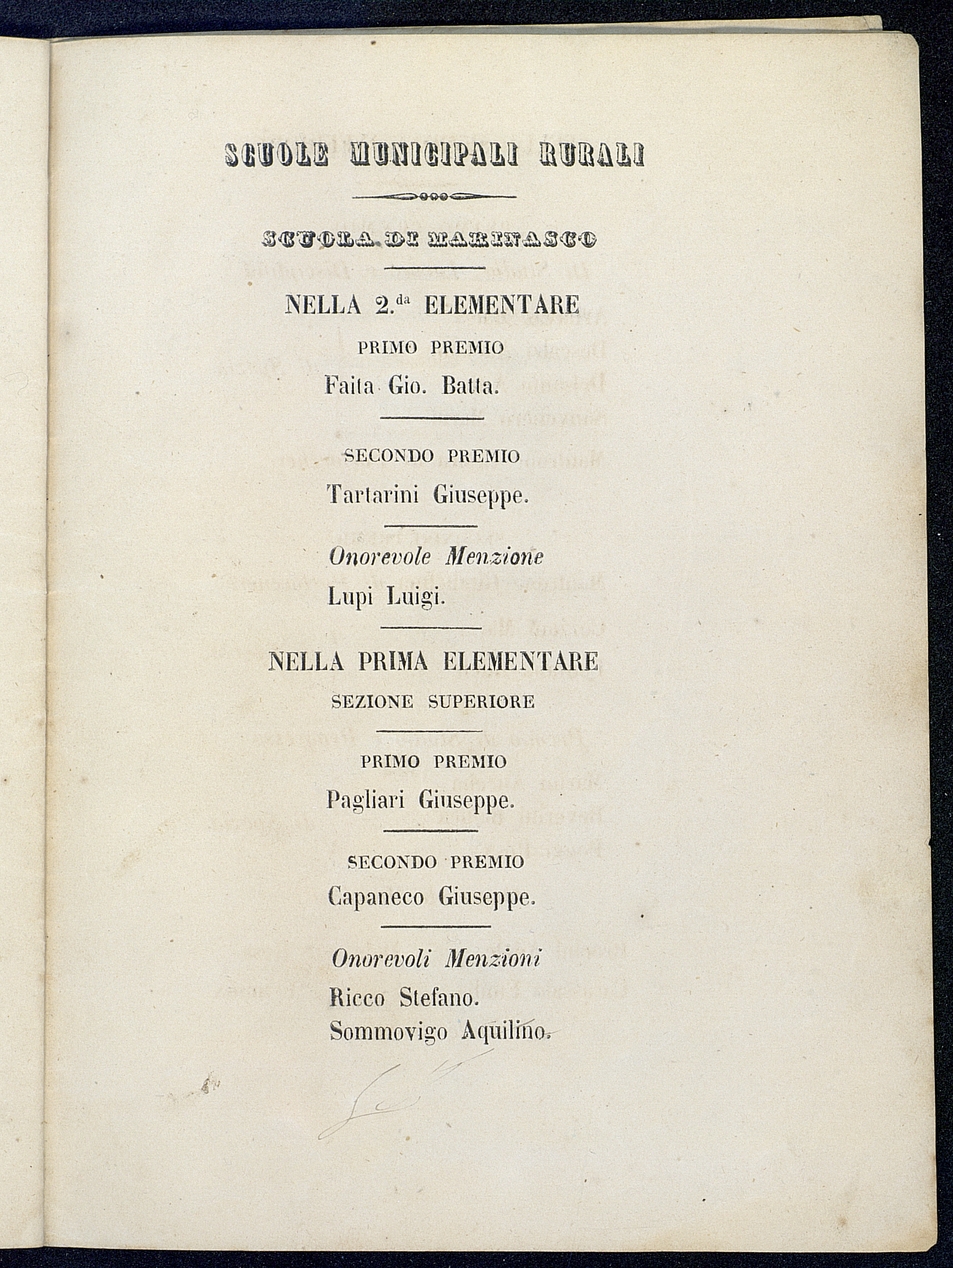 SCUOLE MUNICIPALI RURALI
SCUOLA DI MARINASCO
NELLA 2.da ELEMENTARE
PRIMO PREMIO
Faita Gio. Batta.
SECONDO PREMIO
Tartarini Giuseppe.
Onorevole Menzione
Lupi Luigi.
NELLA PRIMA ELEMENTARE
SEZIONE SUPERIORE
PRIMO PREMIO
Pagliari Giuseppe.
SECONDO PREMIO
Capaneco Giuseppe.
Onorevoli Menzioni
Ricco Stefano.
Sommovigo Aquilino.